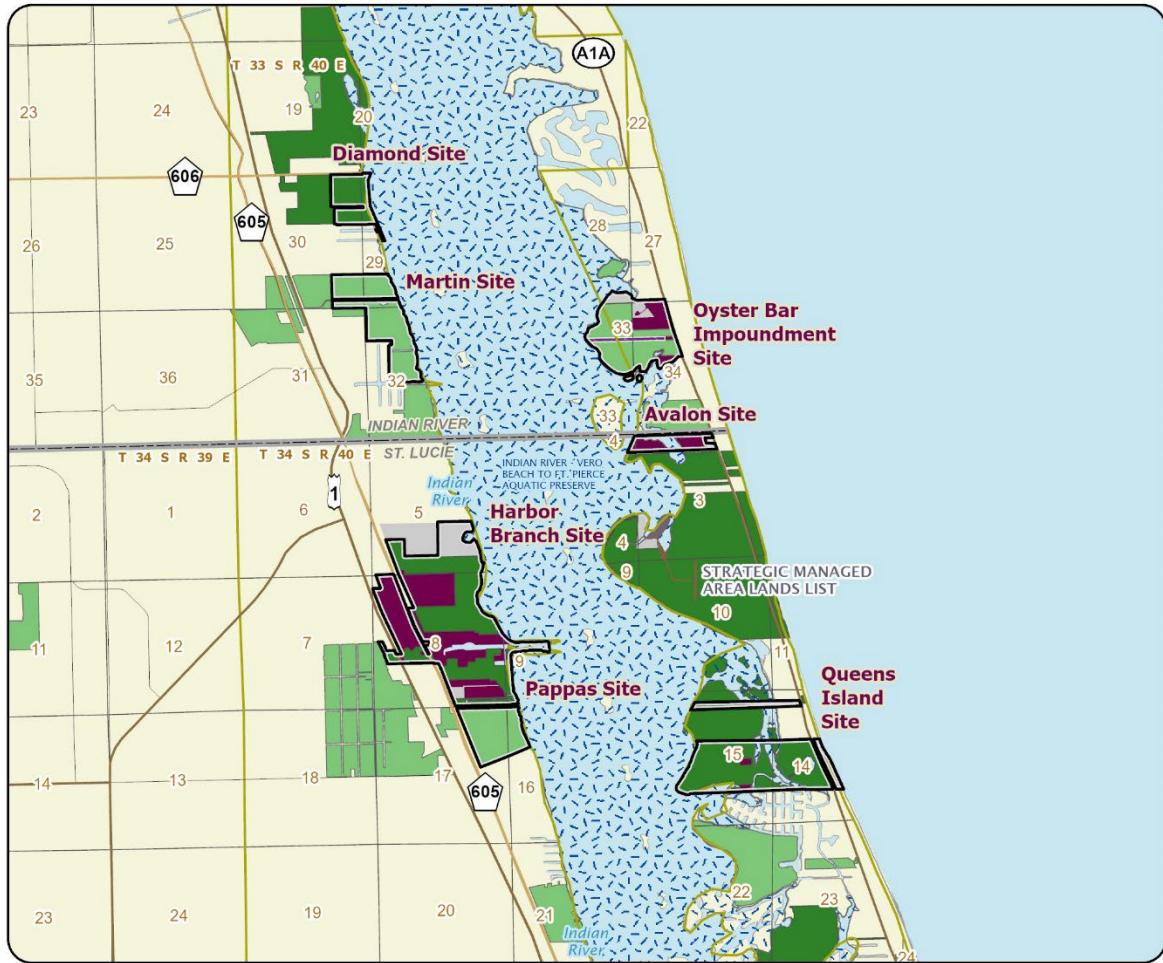 A1A
T 33 S R 40 E
23
24
19
20
22
Diamond Site
606
605
26
25
30
29
28
27
Martin Site
Oyster Bar
Impoundment
Site
33
34
35
36
31
32
33
Avalon Site
INDIAN RIVER
ST. LUCIE
4
T 34 S R 39 E
T 34 S R 40 E
INDIAN RIVER - VERO
BEACH TO FT. PIERCE
AQUATIC PRESERVE
Indian
River
1
2
1
6
5
3
Harbor
Branch Site
4
9
STRATEGIC MANAGED
AREA LANDS LIST
10
11
12
7
8
9
11
Pappas Site
Queens
Island
Site
15
14
14
13
18
17
16
605
22
23
23
24
19
20
21
Indian
River
24